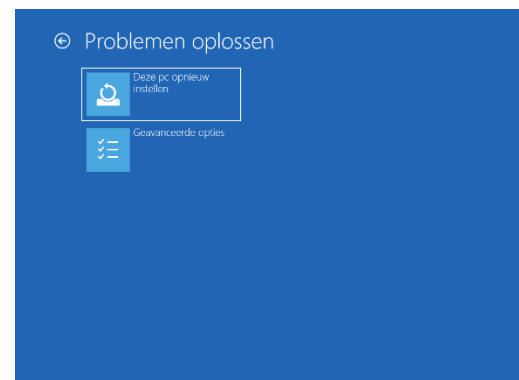 Problemen oplossen
Deze pc opnieuw
instellen
Geavanceerde opties